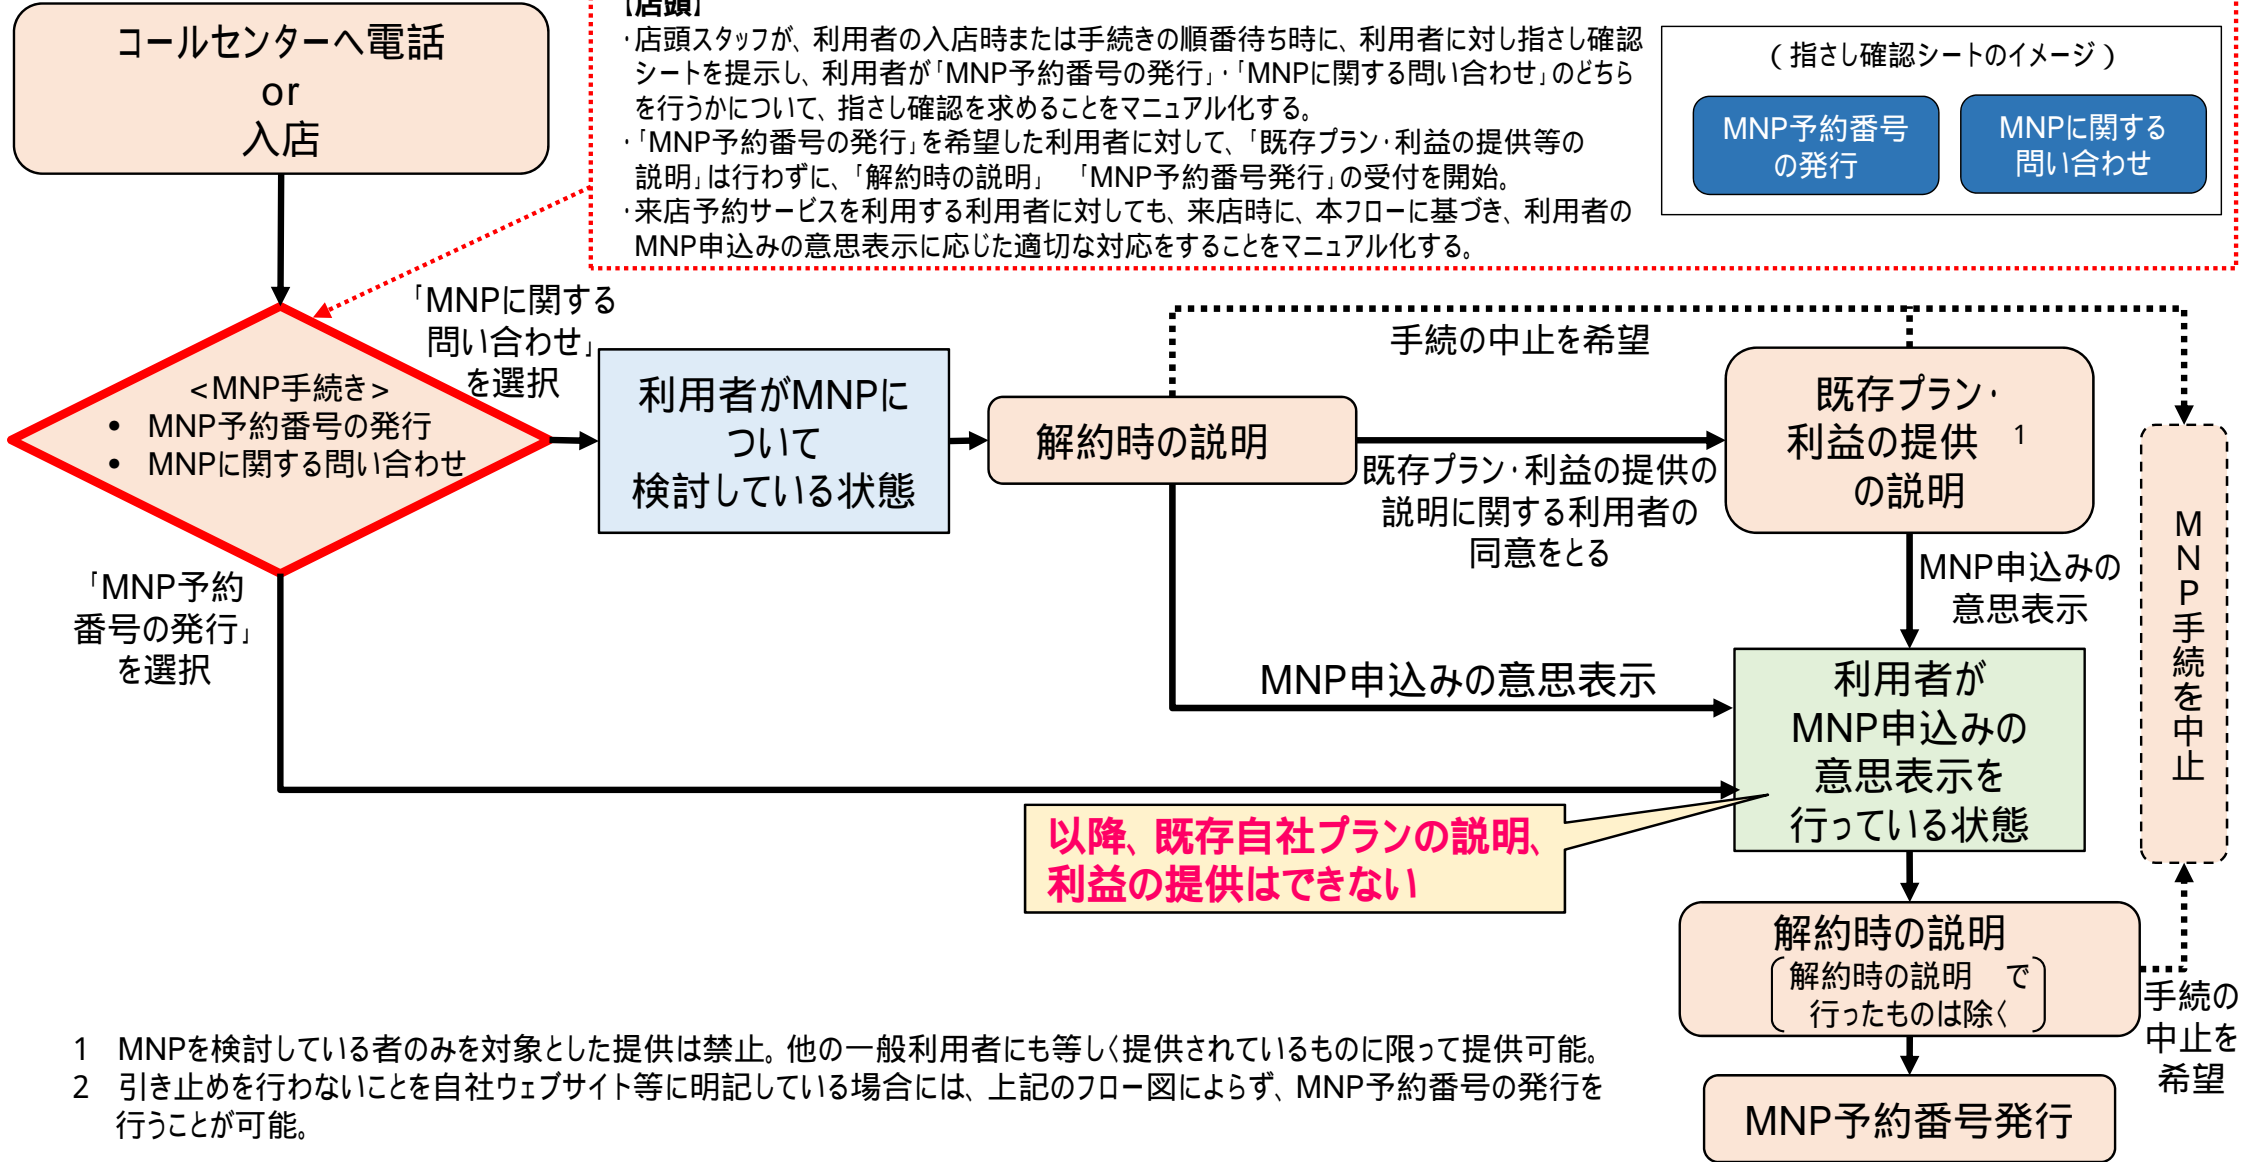 コールセンターへ電話
or
入店
【店頭】
・店頭スタッフが、利用者の入店時または手続きの順番待ち時に、利用者に対し指さし確認
シートを提示し、利用者が「MNP予約番号の発行」・「MNPに関する問い合わせ」のどちら
を行うかについて、指さし確認を求めることをマニュアル化する。
・「MNP予約番号の発行」を希望した利用者に対して、「既存プラン・利益の提供等の
説明」は行わずに、「解約時の説明」 「MNP予約番号発行」の受付を開始。
・来店予約サービスを利用する利用者に対しても、来店時に、本フローに基づき、利用者の
MNP申込みの意思表示に応じた適切な対応をすることをマニュアル化する。
(指さし確認シートのイメージ)
MNP予約番号
の発行
MNPに関する
問い合わせ
「MNPに関する
問い合わせ」
を選択
<MNP手続き>
• MNP予約番号の発行
• MNPに関する問い合わせ
利用者がMNPに
ついて
検討している状態
解約時の説明
手続の中止を希望
既存プラン・
利益の提供 1
の説明
既存プラン・利益の提供の
説明に関する利用者の
同意をとる
MNP申込みの
意思表示
MNP手続を中止
「MNP予約
番号の発行」
を選択
MNP申込みの意思表示
利用者が
MNP申込みの
意思表示を
行っている状態
以降、既存自社プランの説明、
利益の提供はできない
解約時の説明
解約時の説明 で
行ったものは除く
手続の
中止を
希望
MNP予約番号発行
1 MNPを検討している者のみを対象とした提供は禁止。他の一般利用者にも等しく提供されているものに限って提供可能。
2 引き止めを行わないことを自社ウェブサイト等に明記している場合には、上記のフロー図によらず、MNP予約番号の発行を
行うことが可能。